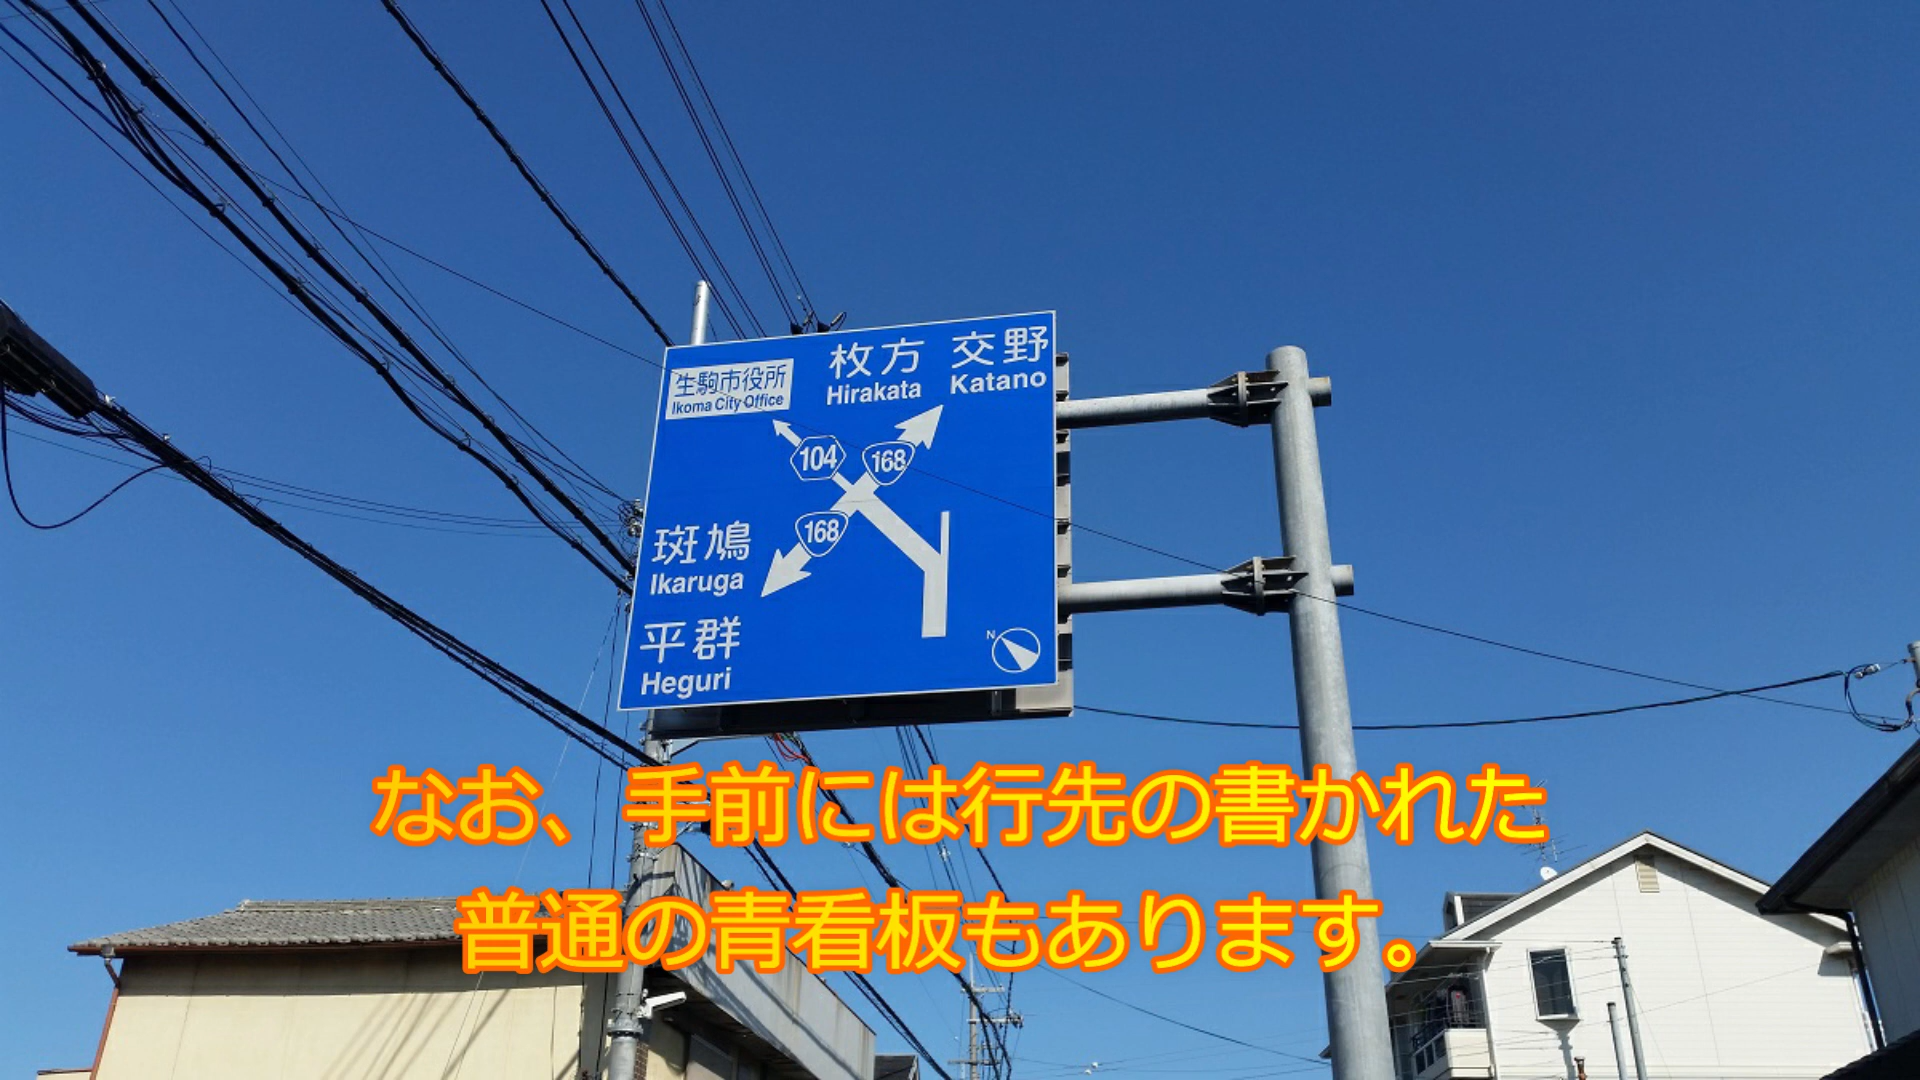 生駒市役所
Ikoma City Office
枚方 交野
Hirakata Katano
104
168
168
斑鳩
Ikaruga
平群
Heguri
N
なお、手前には行先の書かれた
普通の青看板もあります。